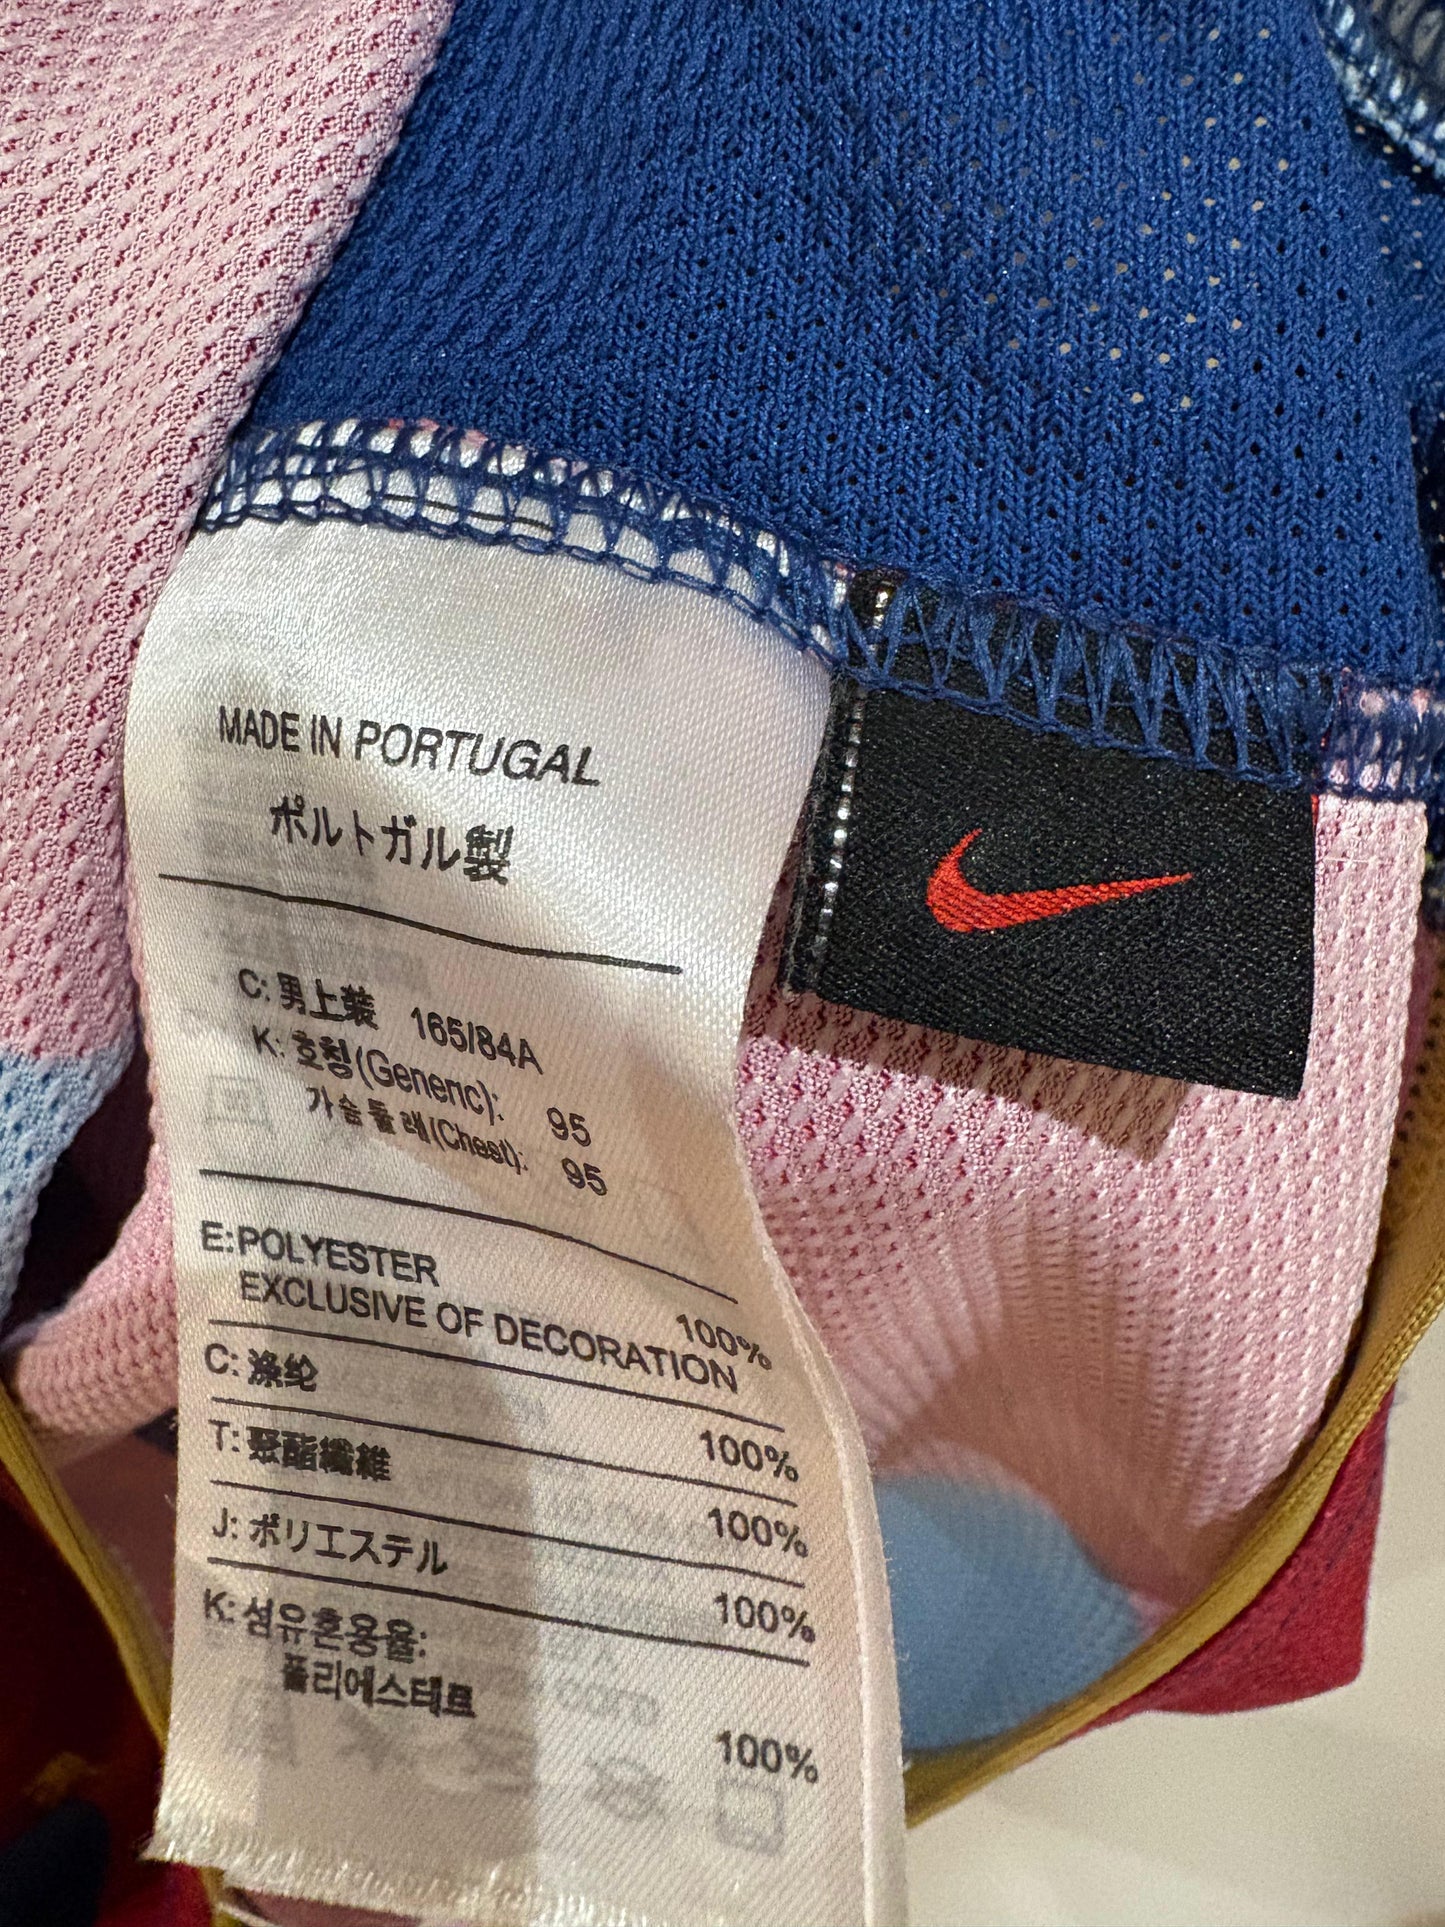 MADE IN PORTUGAL
ポルトガル製
C: 男上装 165/84A
K: 호칭(Generic): 95
가슴둘레(Chest): 95
E: POLYESTER 100%
EXCLUSIVE OF DECORATION
C: 涤纶 100%
T: 聚酯纖維 100%
J: ポリエステル 100%
K: 섬유혼용율:
폴리에스테르 100%